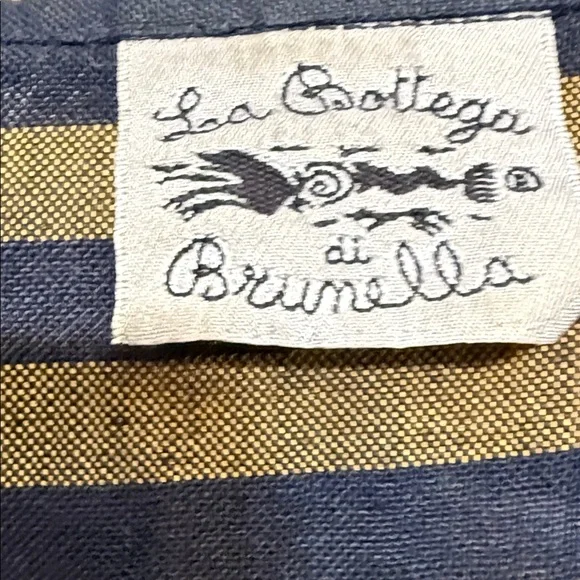 La Bottega
®
di
Brunella